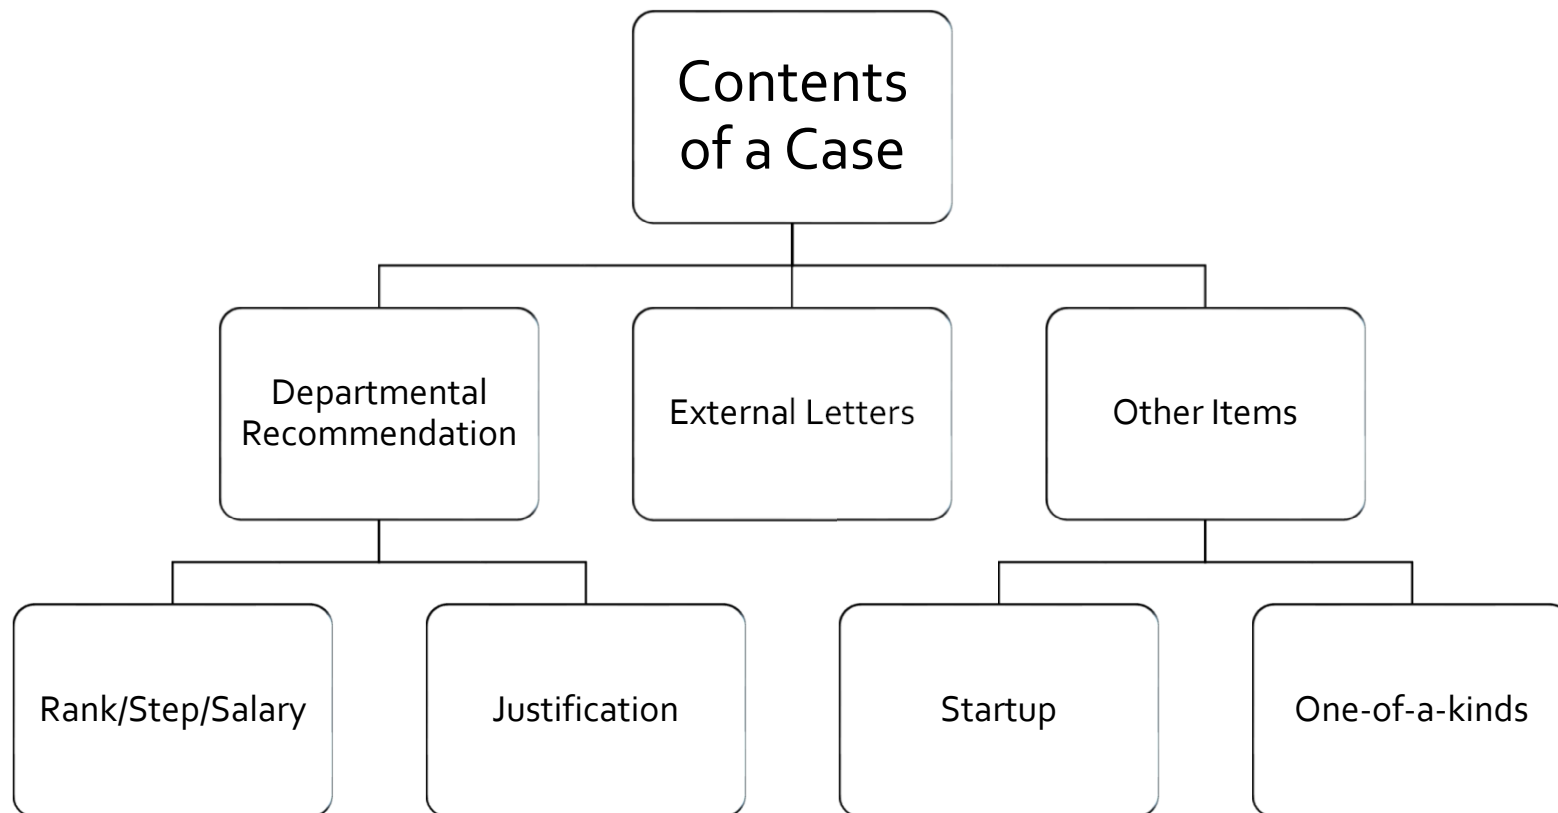 Contents
of a Case
Departmental
Recommendation
External Letters
Other Items
Rank/Step/Salary
Justification
Startup
One-of-a-kinds